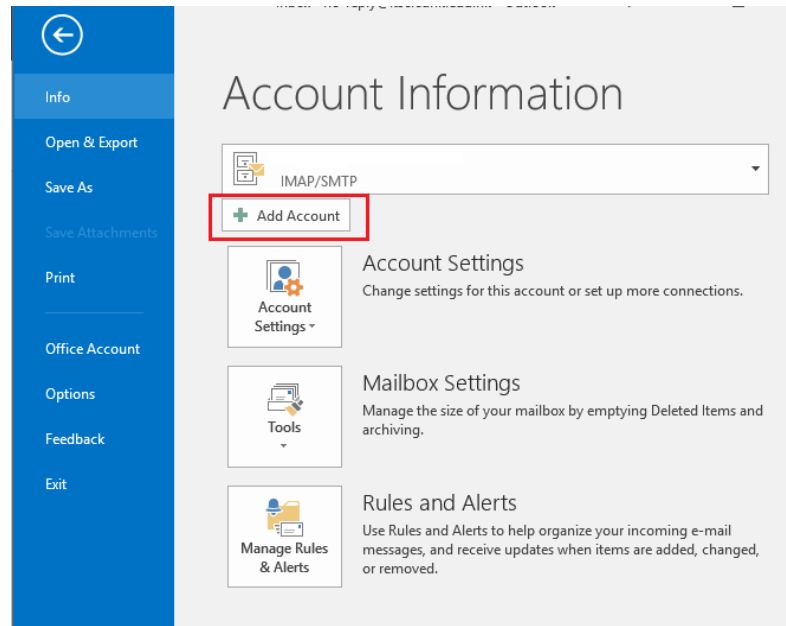 Info
Open & Export
Save As
Save Attachments
Print
Office Account
Options
Feedback
Exit
Account Information
IMAP/SMTP
Add Account
Account
Settings
Account Settings
Change settings for this account or set up more connections.
Tools
Mailbox Settings
Manage the size of your mailbox by emptying Deleted Items and
archiving.
Manage Rules
& Alerts
Rules and Alerts
Use Rules and Alerts to help organize your incoming e-mail
messages, and receive updates when items are added, changed,
or removed.